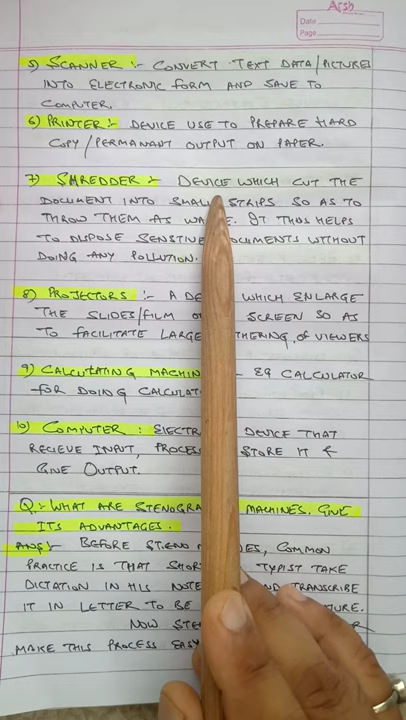 Arsh
Date
Page
5) SCANNER :- CONVERT TEXT DATA/PICTURES
INTO ELECTRONIC FORM AND SAVE TO
COMPUTER.
6) PRINTER :- DEVICE USE TO PREPARE HARD
COPY/PERMANANT OUTPUT ON PAPER.
7) SHREDDER :- DEVICE WHICH CUT THE
DOCUMENT INTO SMALL STRIPS SO AS TO
THROW THEM AS WA E. IT THUS HELPS
TO DISPOSE SENSTIVE OCUMENTS WITHOUT
DOING ANY POLLUTION.
8) PROJECTORS :- A DE WHICH ENLARGE
THE SLIDES/FILM O SCREEN SO AS
TO FACILITATE LARGE THERING OF VIEWERS
9) CALCULATING MACHIN - EG CALCULATOR
FOR DOING CALCULAT
10) COMPUTER : ELECTR DEVICE THAT
RECIEVE INPUT, PROCESS STORE IT &
GIVE OUTPUT.
Q:- WHAT ARE STENOGRA MACHINES. GIVE
ITS ADVANTAGES.
ANS :- BEFORE STENO M ES, COMMON
PRACTICE IS THAT SHOR TYPIST TAKE
DICTATION IN HIS NOTE ND TRANSCRIBE
IT IN LETTER TO BE TURE.
NOW STE R
MAKE THIS PROCESS EASY